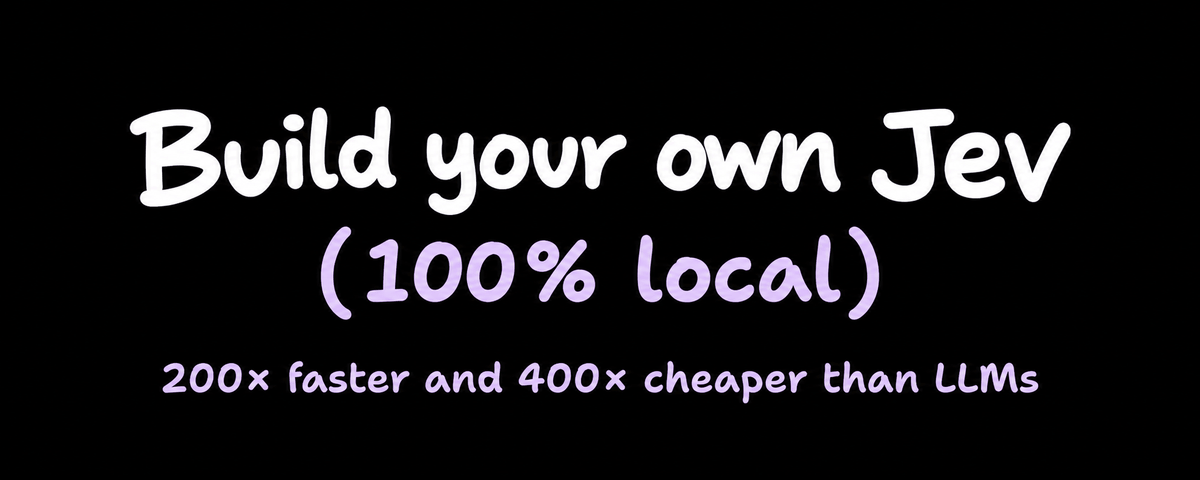 Build your own Jev
(100% local)
200× faster and 400× cheaper than LLMs